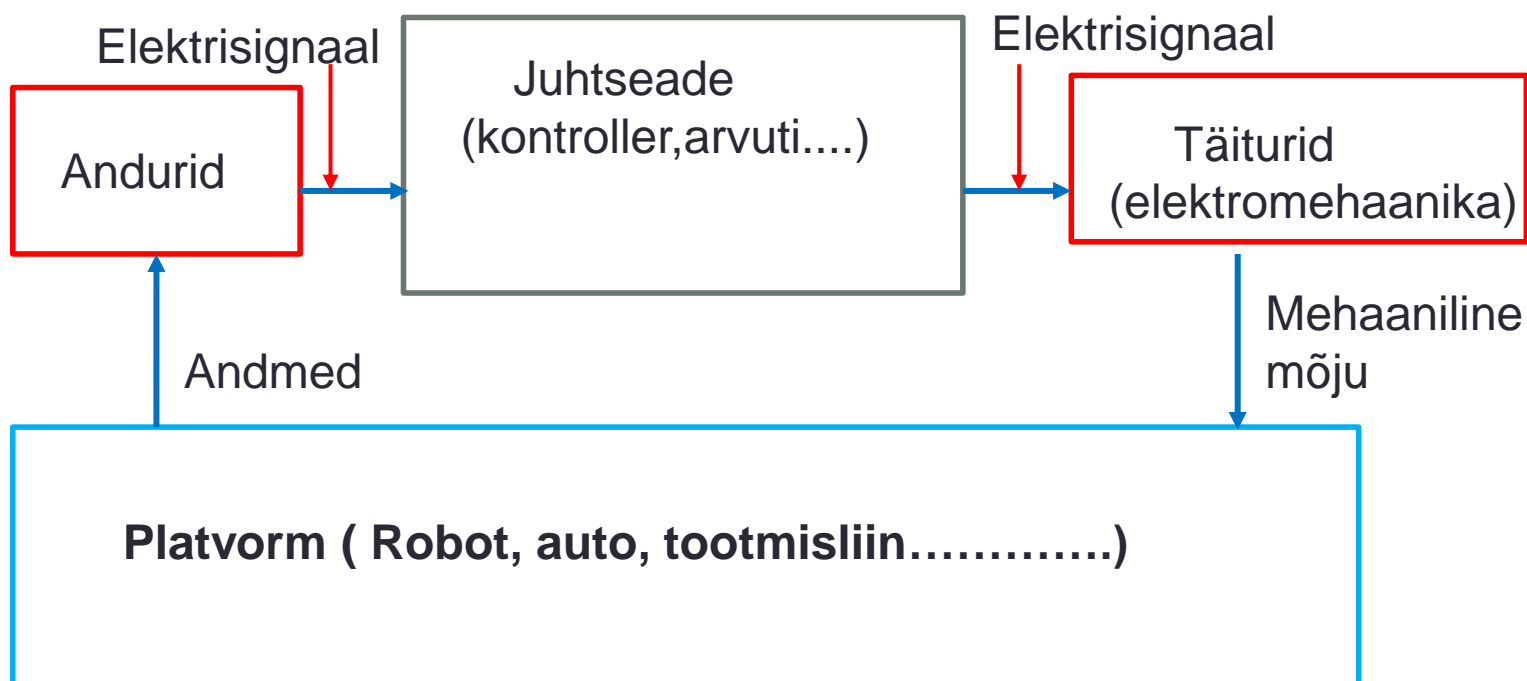 Elektrisignaal
Elektrisignaal
Juhtseade
(kontroller,arvuti....)
Andurid
Täiturid
(elektromehaanika)
Andmed
Mehaaniline
mõju
Platvorm ( Robot, auto, tootmisliin………….)